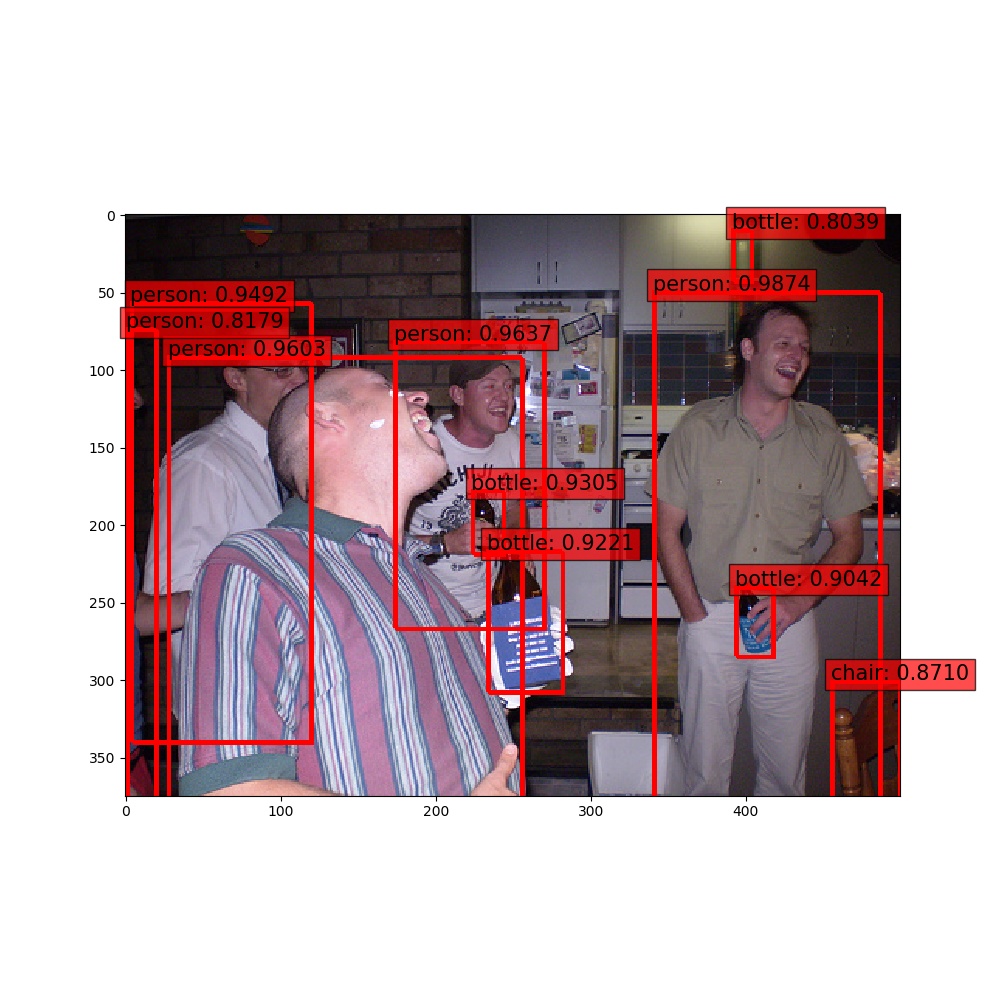 0
bottle: 0.8039
50
person: 0.9874
person: 0.9492
person: 0.8179
person: 0.9637
person: 0.9603
100
150
bottle: 0.9305
200
bottle: 0.9221
250
bottle: 0.9042
300
chair: 0.8710
350
0
100
200
300
400